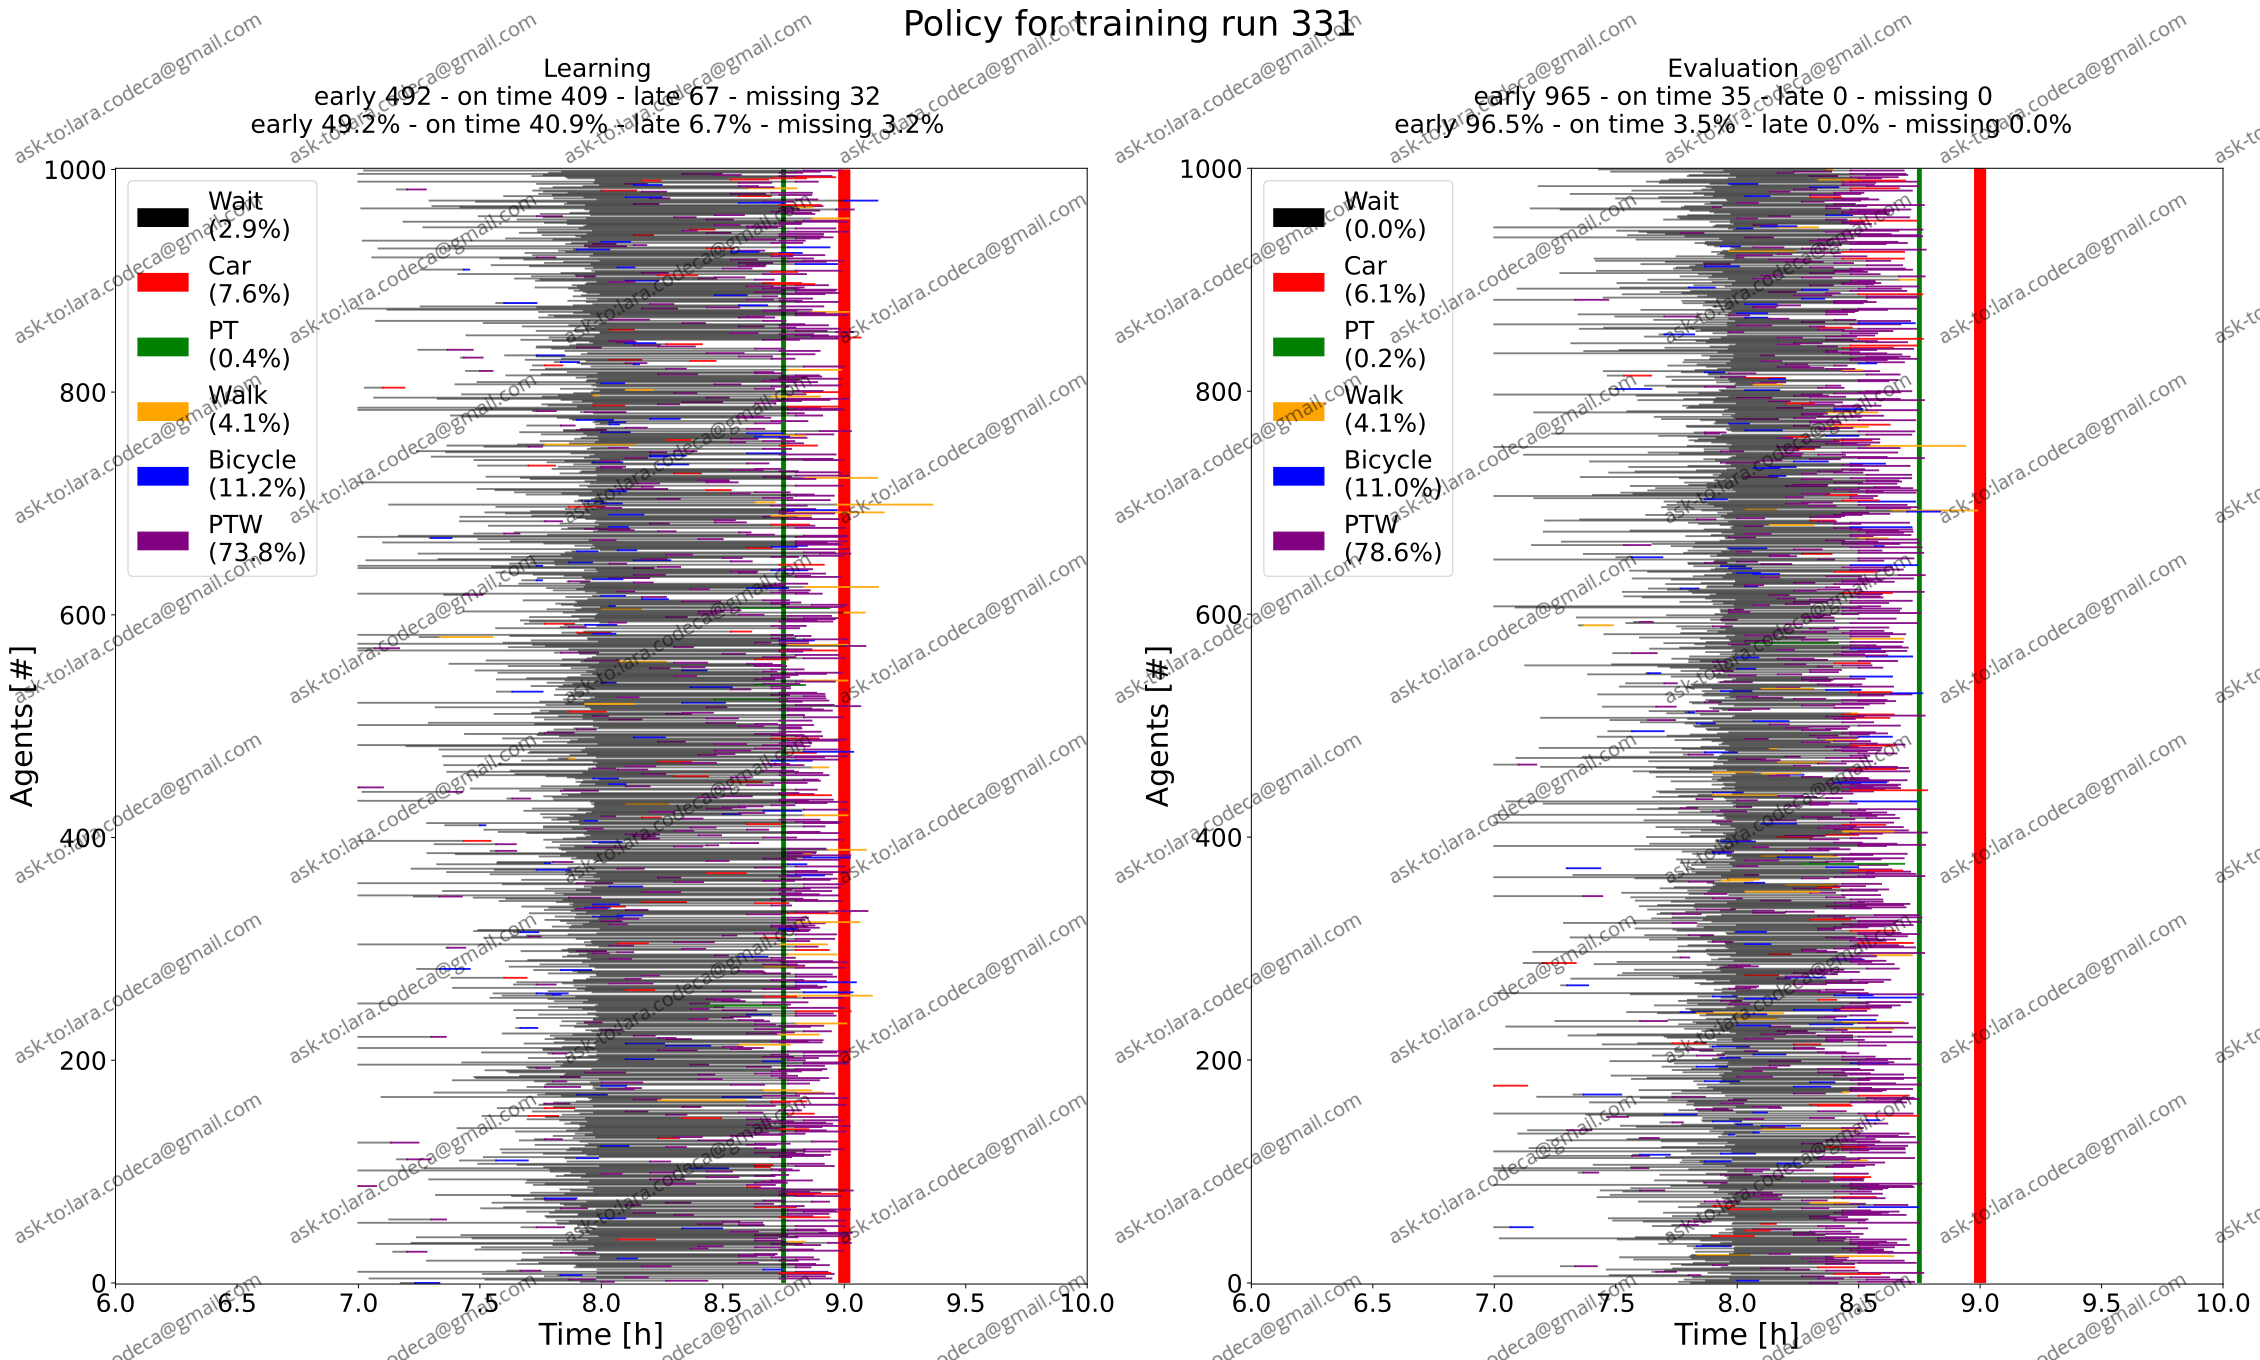 Policy for training run 331
Learning
early 492 - on time 409 - late 67 - missing 32
early 49.2% - on time 40.9% - late 6.7% - missing 3.2%
Evaluation
early 965 - on time 35 - late 0 - missing 0
early 96.5% - on time 3.5% - late 0.0% - missing 0.0%
Agents [#]
1000
800
600
400
200
0
Wait
(2.9%)
Car
(7.6%)
PT
(0.4%)
Walk
(4.1%)
Bicycle
(11.2%)
PTW
(73.8%)
6.0 6.5 7.0 7.5 8.0 8.5 9.0 9.5 10.0
Time [h]
Agents [#]
1000
800
600
400
200
0
Wait
(0.0%)
Car
(6.1%)
PT
(0.2%)
Walk
(4.1%)
Bicycle
(11.0%)
PTW
(78.6%)
6.0 6.5 7.0 7.5 8.0 8.5 9.0 9.5 10.0
Time [h]
ask-to:lara.codeca@gmail.com